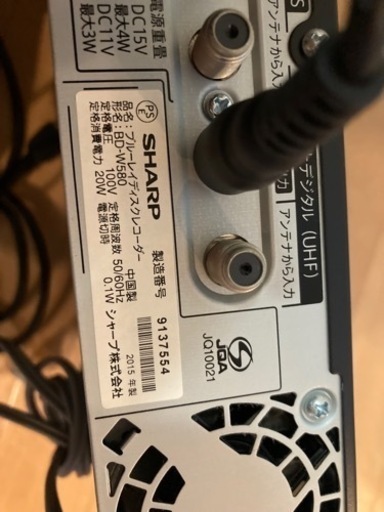 電源重畳
DC15V
最大4W
DC11V
最大3W
アンテナから入力
デジタル(UHF)
アンテナから入力
PS
E
SHARP
品名：ブルーレイディスクレコーダー
形名：BD-W580
定格電圧 100V 定格周波数 50/60Hz
定格消費電力 20W 電源切時 0.1W
製造番号 9137554
中国製 2015年製
シャープ株式会社
JQA
JQ10021